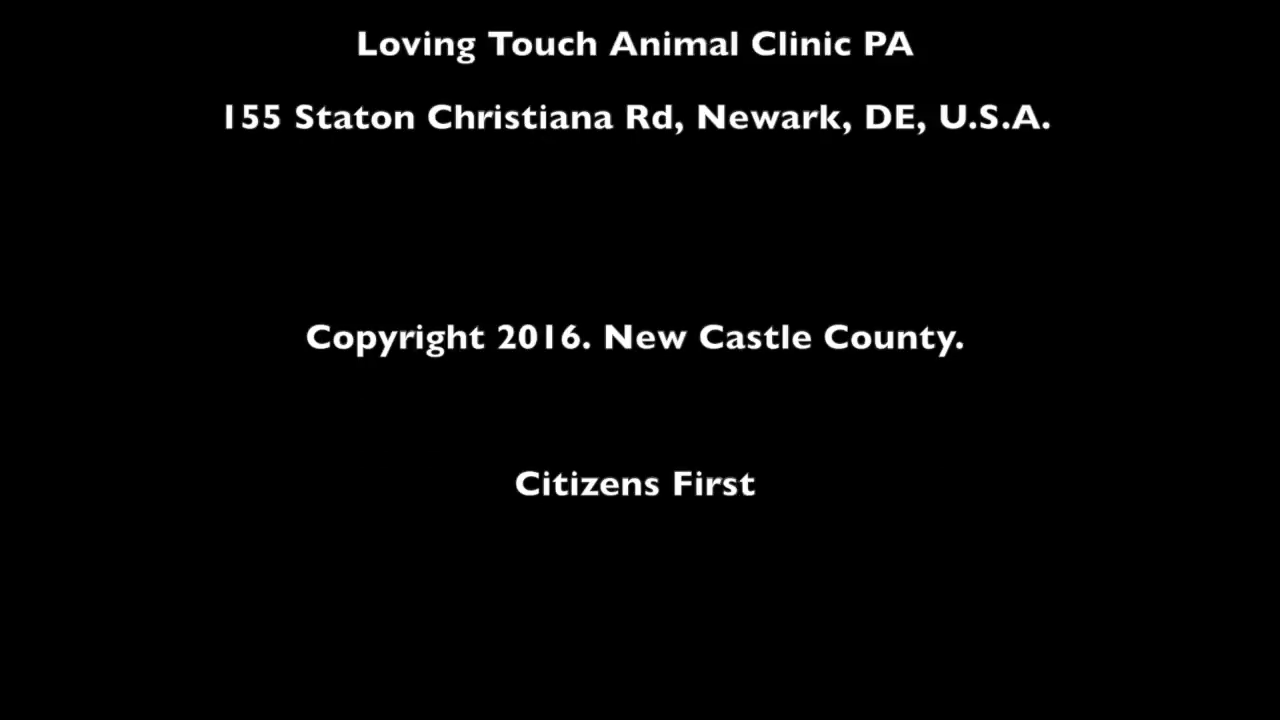 Loving Touch Animal Clinic PA
155 Staton Christiana Rd, Newark, DE, U.S.A.
Copyright 2016. New Castle County.
Citizens First